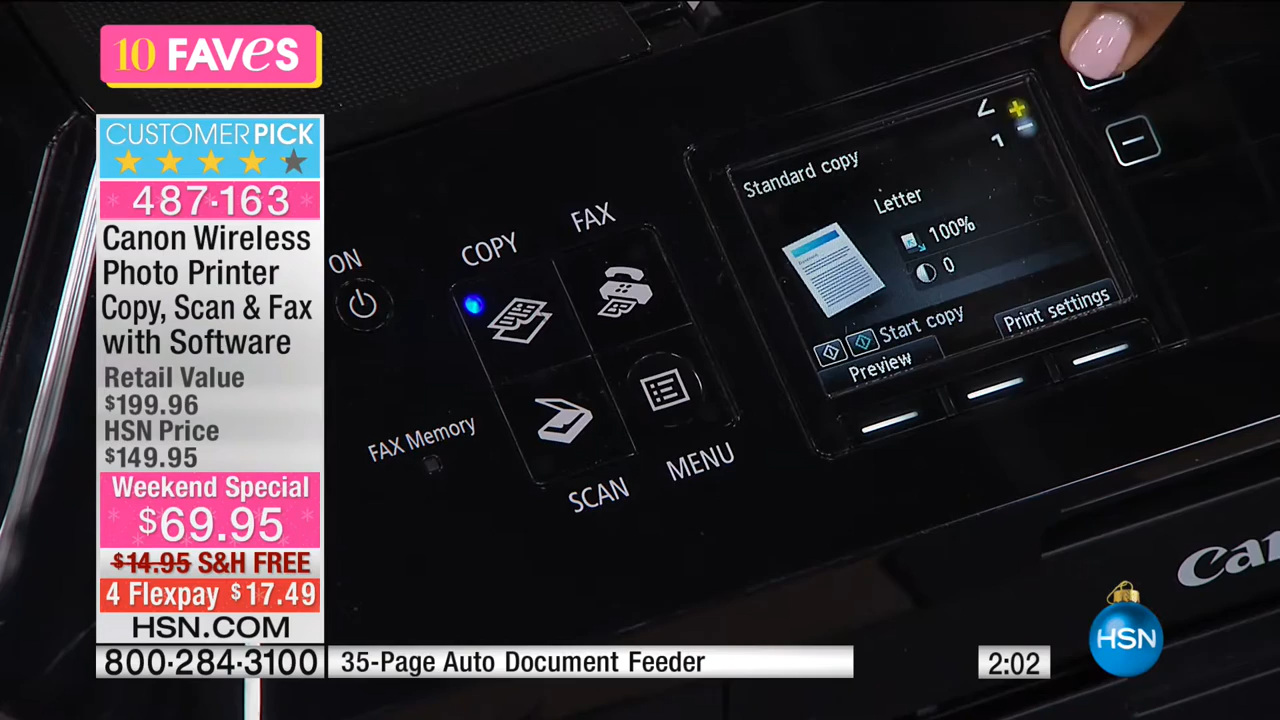 10 FAVES
CUSTOMER PICK
487-163
Canon Wireless
Photo Printer
Copy, Scan & Fax
with Software
Retail Value
$199.96
HSN Price
$149.95
Weekend Special
$69.95
$14.95 S&H FREE
4 Flexpay $17.49
HSN.COM
800-284-3100
35-Page Auto Document Feeder
2:02
HSN
ON
COPY
FAX
FAX Memory
SCAN
MENU
Standard copy
1
Letter
100%
0
Start copy
Preview
Print settings